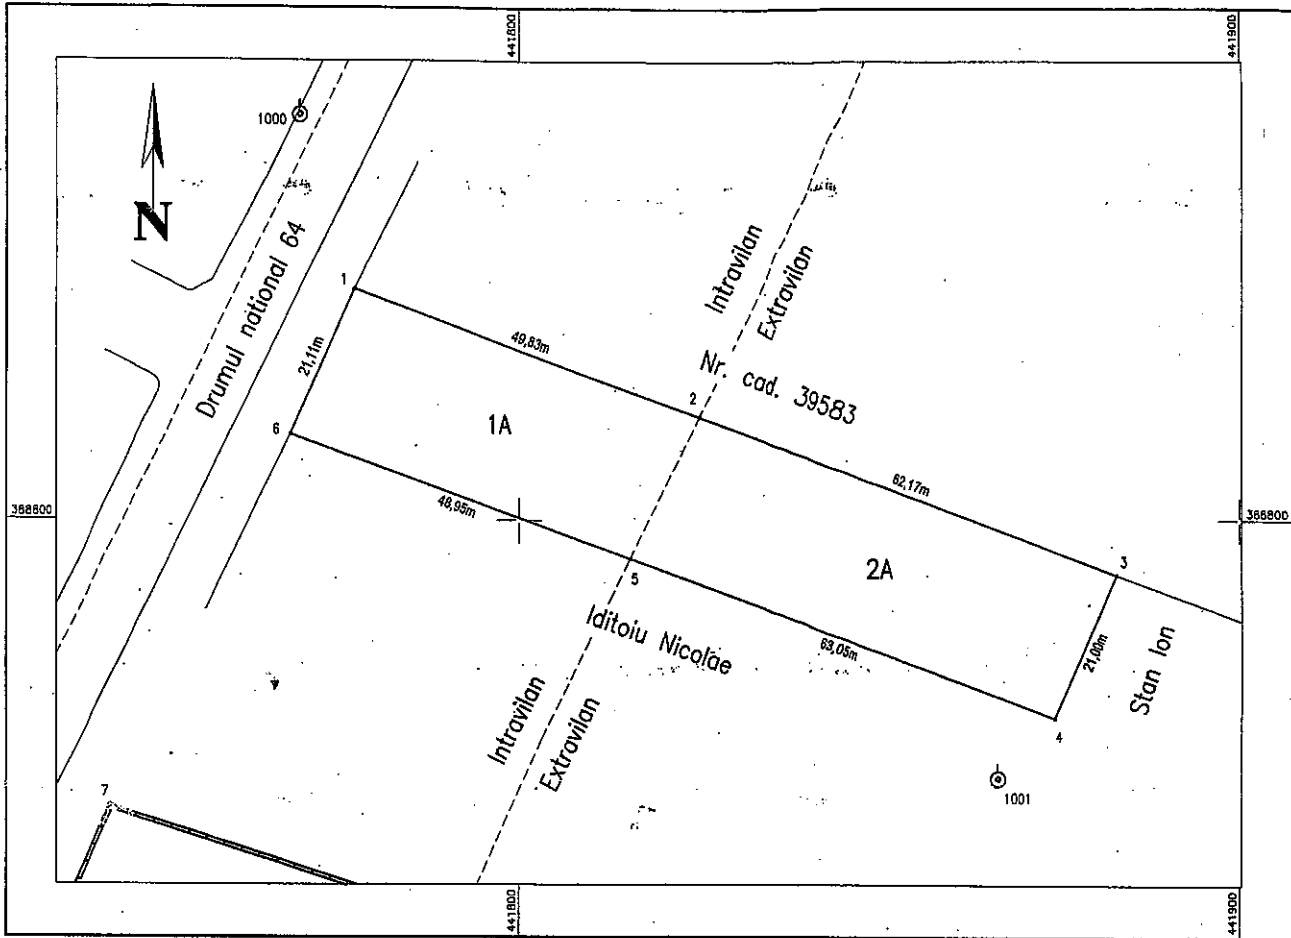 441800
441900
1000
N
Drumul national 64
1
Intravilan
Extravilan
49,83m
21,11m
Nr. cad. 39583
2
6
1A
62,17m
48,95m
388800
388800
3
2A
5
Iditoiu Nicolae
63,05m
21,00m
Stan Ion
4
Intravilan
Extravilan
1001
7
441800
441900